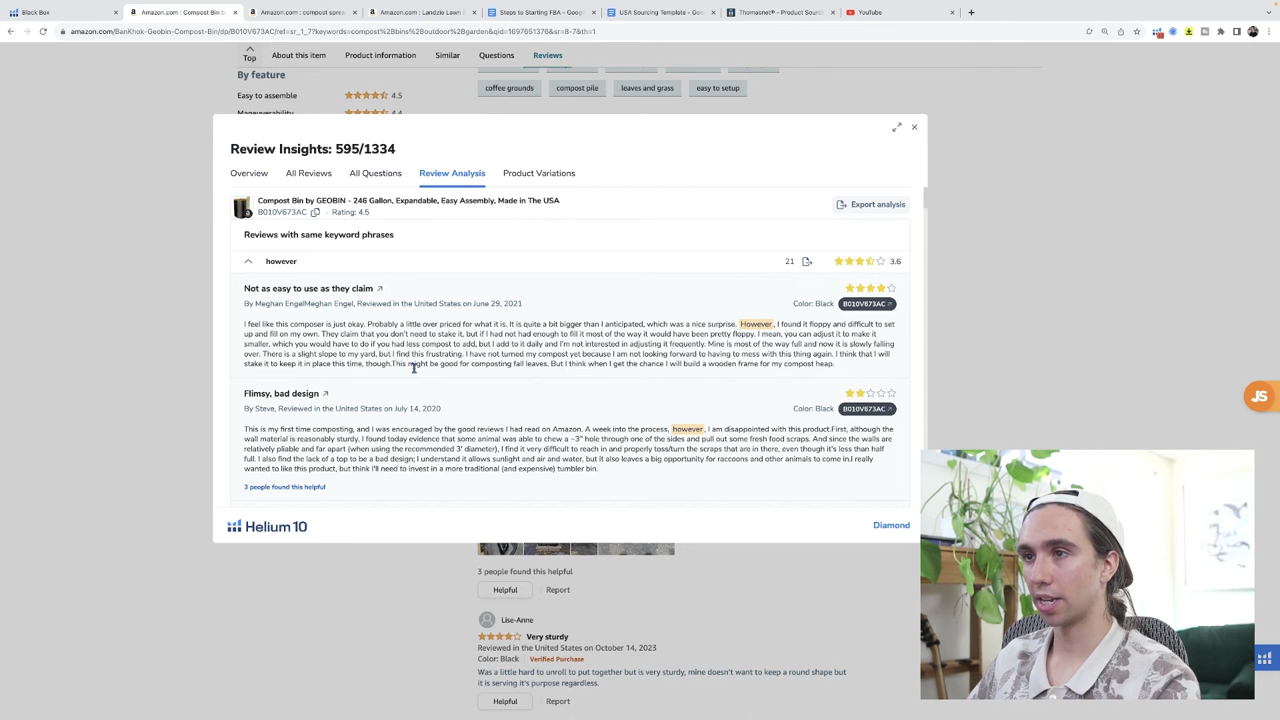 Black Box
Amazon.com : Compost Bin b
Amazon.com : compost sprea
Amazon.com : Landzie Lawn &
Steps to Starting FBA - Goog
USA Sourcing Template - Goo
Thomasnet® - Product Sourci
YouTube
amazon.com/BanKhok-Geobin-Compost-Bin/dp/B010V673AC/ref=sr_1_7?keywords=compost%2Bbins%2Boutdoor%2Bgarden&qid=1697651376&sr=8-7&th=1
Top
About this item
Product information
Similar
Questions
Reviews
By feature
Easy to assemble
4.5
4.4
coffee grounds
compost pile
leaves and grass
easy to setup
Review Insights: 595/1334
Overview
All Reviews
All Questions
Review Analysis
Product Variations
Compost Bin by GEOBIN - 246 Gallon, Expandable, Easy Assembly, Made in The USA
B010V673AC · Rating: 4.5
Export analysis
Reviews with same keyword phrases
however
21
3.6
Not as easy to use as they claim
By Meghan EngelMeghan Engel, Reviewed in the United States on June 29, 2021
Color: Black B010V673AC
I feel like this composer is just okay. Probably a little over priced for what it is. It is quite a bit bigger than I anticipated, which was a nice surprise. However, I found it floppy and difficult to set
up and fill on my own. They claim that you don't need to stake it, but if I had not had enough to fill it most of the way it would have been pretty floppy. I mean, you can adjust it to make it
smaller, which you would have to do if you had less compost to add, but I add to it daily and I'm not interested in adjusting it frequently. Mine is most of the way full and now it is slowly falling
over. There is a slight slope to my yard, but I find this frustrating. I have not turned my compost yet because I am not looking forward to having to mess with this thing again. I think that I will
stake it to keep it in place this time, though.This might be good for composting fall leaves. But I think when I get the chance I will build a wooden frame for my compost heap.
Flimsy, bad design
By Steve, Reviewed in the United States on July 14, 2020
Color: Black B010V673AC
This is my first time composting, and I was encouraged by the good reviews I had read on Amazon. A week into the process, however, I am disappointed with this product.First, although the
wall material is reasonably sturdy, I found today evidence that some animal was able to chew a ~3" hole through one of the sides and pull out some fresh food scraps. And since the walls are
relatively pliable and far apart (when using the recommended 3' diameter), I find it very difficult to reach in and properly toss/turn the scraps that are in there, even though it's less than half
full. I also find the lack of a top to be a bad design; I understand it allows sunlight and air and water, but it also leaves a big opportunity for raccoons and other animals to come in.I really
wanted to like this product, but think I'll need to invest in a more traditional (and expensive) tumbler bin.
3 people found this helpful
Helium 10
Diamond
3 people found this helpful
Helpful
Report
Lise-Anne
Very sturdy
Reviewed in the United States on October 14, 2023
Color: Black
Verified Purchase
Was a little hard to unroll to put together but is very sturdy, mine doesn't want to keep a round shape but
it is serving it's purpose regardless.
Helpful
Report
JS